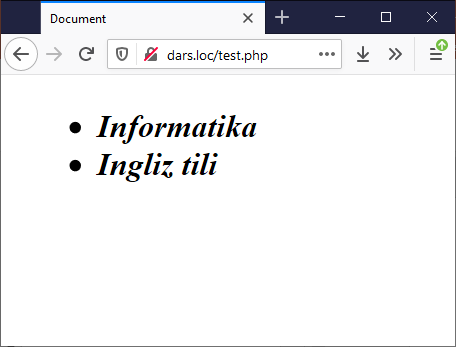 Document
dars.loc/test.php
Informatika
Ingliz tili